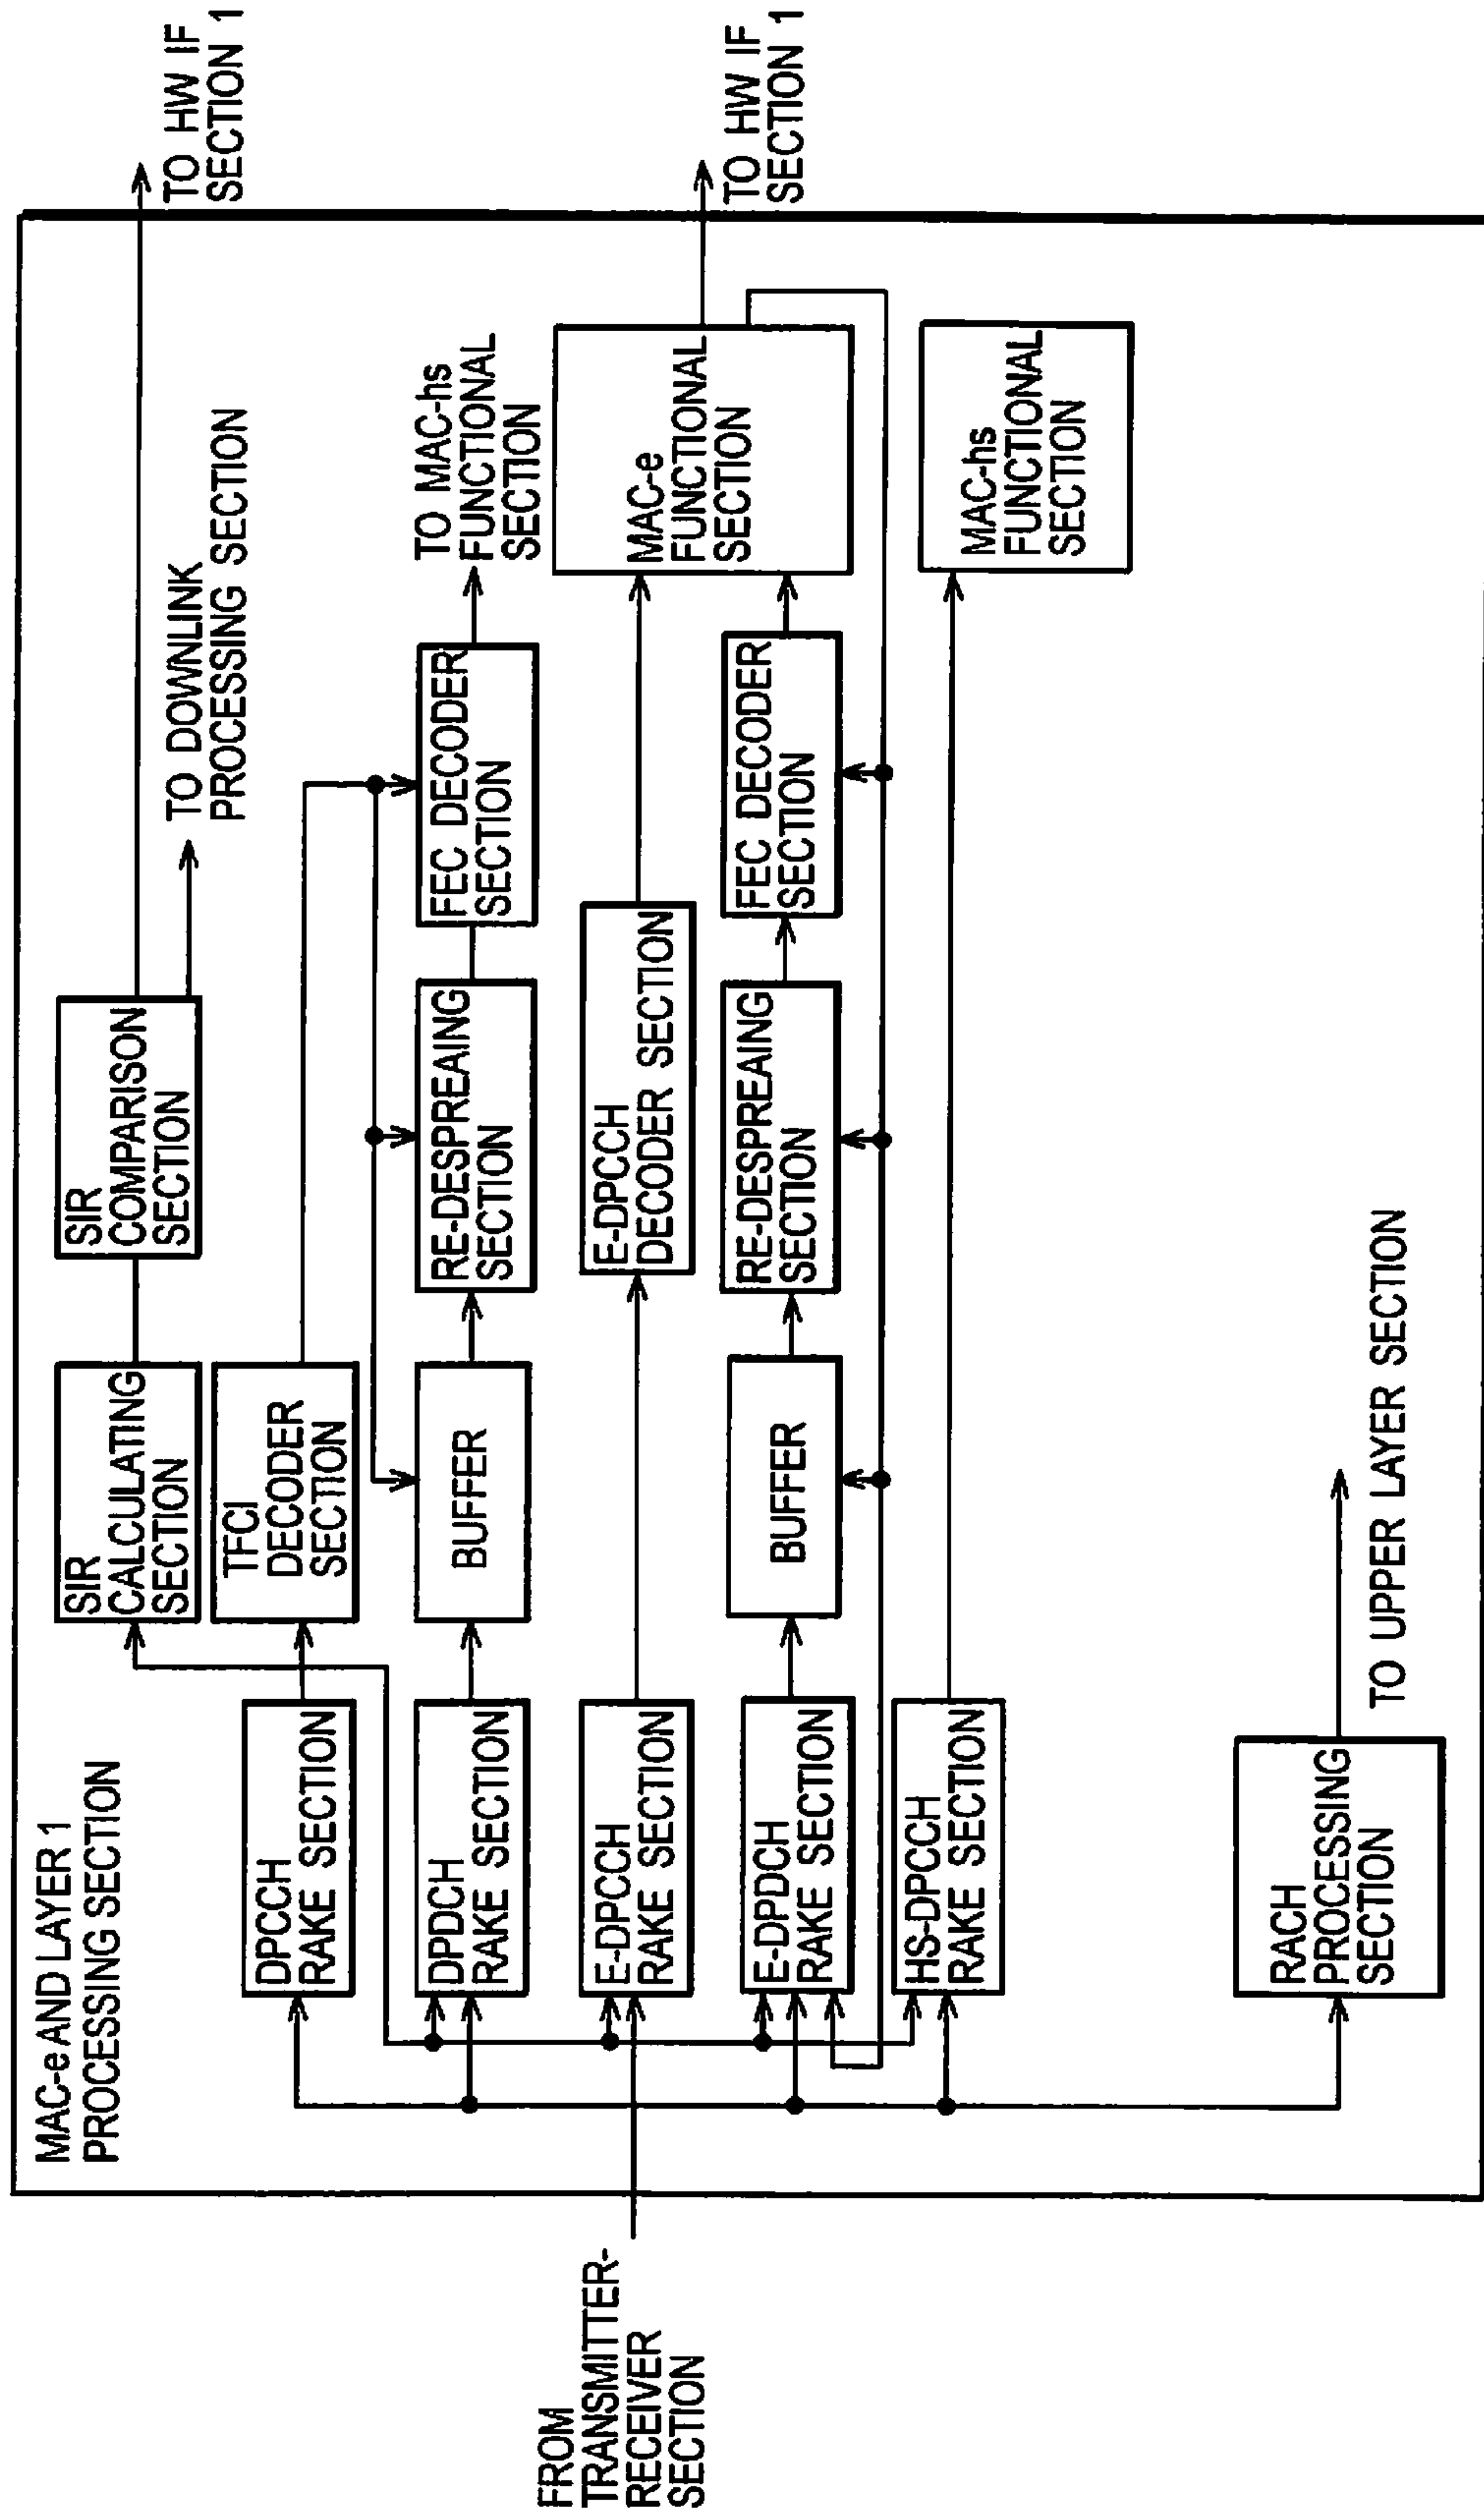 MAC-e AND LAYER 1
PROCESSING SECTION
FROM
TRANSMITTER-
RECEIVER
SECTION
SIR
CALCULATING
SECTION
SIR
COMPARISON
SECTION
TO HW IF
SECTION 1
TO DOWNLINK
PROCESSING SECTION
DPCCH
RAKE SECTION
TFCI
DECODER
SECTION
DPDCH
RAKE SECTION
BUFFER
RE-DESPREAING
SECTION
FEC DECODER
SECTION
TO MAC-hs
FUNCTIONAL
SECTION
E-DPCCH
RAKE SECTION
E-DPCCH
DECODER SECTION
MAC-e
FUNCTIONAL
SECTION
TO HW IF
SECTION 1
E-DPDCH
RAKE SECTION
BUFFER
RE-DESPREAING
SECTION
FEC DECODER
SECTION
HS-DPCCH
RAKE SECTION
MAC-hs
FUNCTIONAL
SECTION
RACH
PROCESSING
SECTION
TO UPPER LAYER SECTION